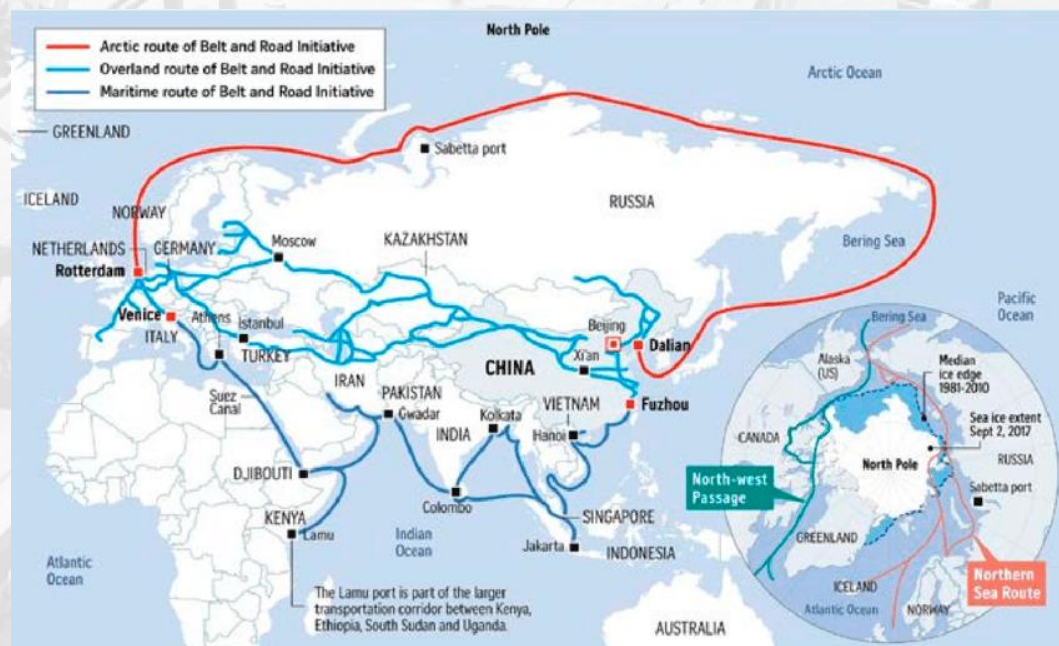 North Pole
Arctic route of Belt and Road Initiative
Overland route of Belt and Road Initiative
Maritime route of Belt and Road Initiative
Arctic Ocean
GREENLAND
Sabetta port
ICELAND
NORWAY
RUSSIA
NETHERLANDS
GERMANY
Moscow
KAZAKHSTAN
Bering Sea
Rotterdam
Venice
Athens
Istanbul
ITALY
TURKEY
Beijing
Dalian
Pacific
Ocean
Xi'an
CHINA
IRAN
Suez
Canal
PAKISTAN
Gwadar
Kolkata
VIETNAM
Fuzhou
INDIA
Hanoi
DJIBOUTI
Colombo
SINGAPORE
KENYA
Lamu
Indian
Ocean
Jakarta
INDONESIA
Atlantic
Ocean
The Lamu port is part of the larger
transportation corridor between Kenya,
Ethiopia, South Sudan and Uganda.
AUSTRALIA
Bering Sea
Alaska
(US)
Median
ice edge
1981-2010
Sea ice extent
Sept 2, 2017
CANADA
North Pole
RUSSIA
North-west
Passage
Sabetta port
GREENLAND
ICELAND
Northern
Sea Route
Atlantic Ocean
NORWAY